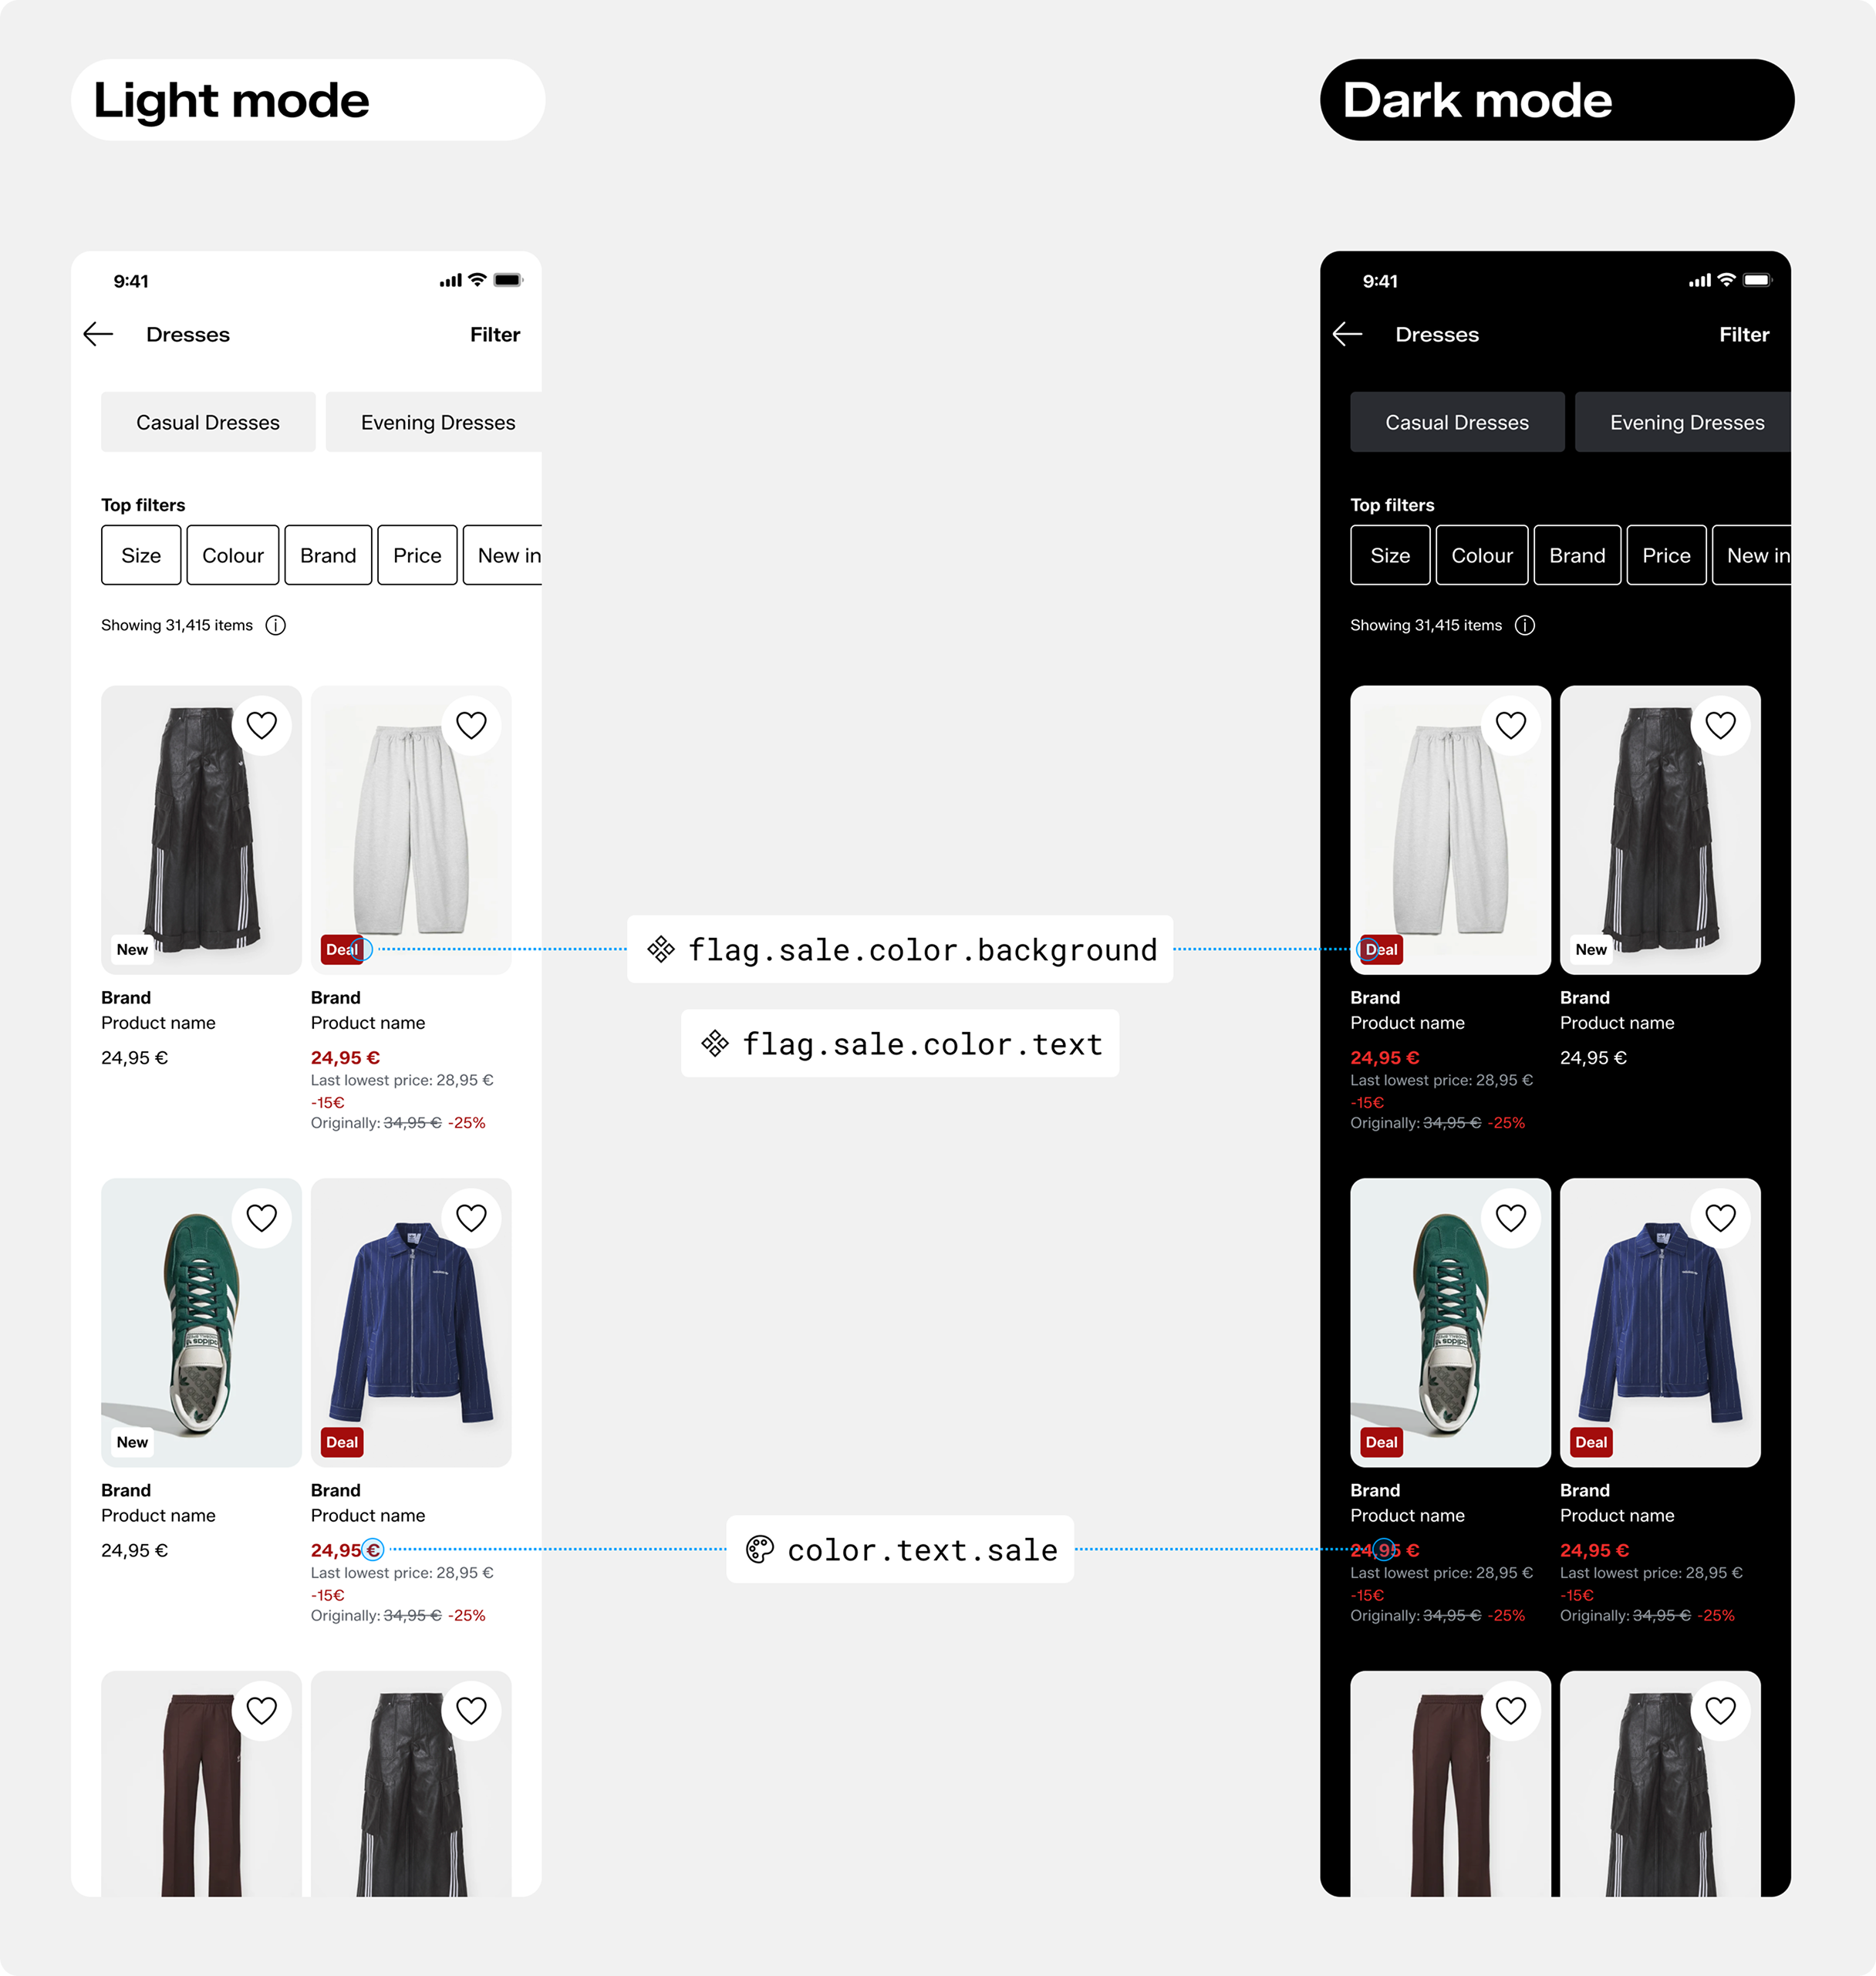 Light mode
Dark mode
9:41
Dresses Filter
Casual Dresses Evening Dresses
Top filters
Size Colour Brand Price New in
Showing 31,415 items
New
Deal
Brand
Product name
24,95 €
Brand
Product name
24,95 €
Last lowest price: 28,95 €
-15€
Originally: 34,95 € -25%
New
adidas
Deal
Brand
Product name
24,95 €
Brand
Product name
24,95 €
Last lowest price: 28,95 €
-15€
Originally: 34,95 € -25%
flag.sale.color.background
flag.sale.color.text
color.text.sale
9:41
Dresses Filter
Casual Dresses Evening Dresses
Top filters
Size Colour Brand Price New in
Showing 31,415 items
Deal
New
Brand
Product name
24,95 €
Last lowest price: 28,95 €
-15€
Originally: 34,95 € -25%
Brand
Product name
24,95 €
adidas
Deal
Deal
Brand
Product name
24,95 €
Last lowest price: 28,95 €
-15€
Originally: 34,95 € -25%
Brand
Product name
24,95 €
Last lowest price: 28,95 €
-15€
Originally: 34,95 € -25%